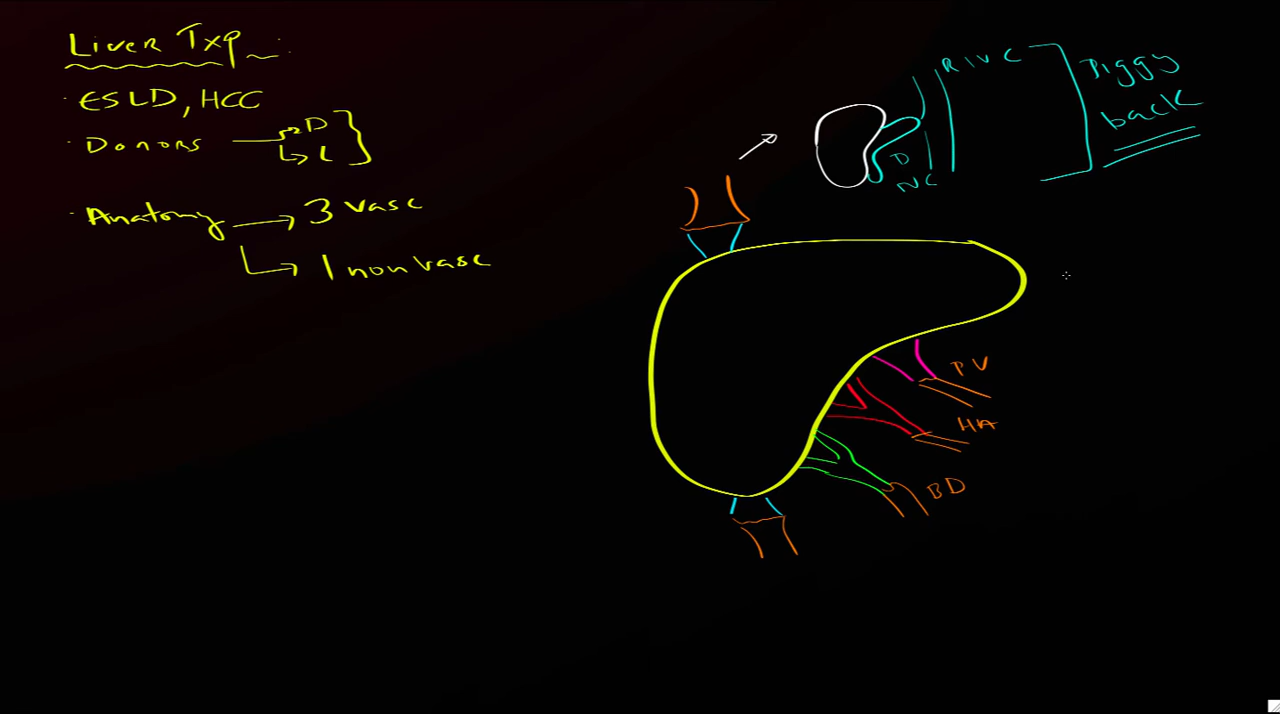 Liver Txp
· ESLD, HCC
· Donors → D
↳ L
· Anatomy → 3 vasc
↳ 1 nonvasc
RIVC
Piggy
back
D
IVC
PV
HA
BD